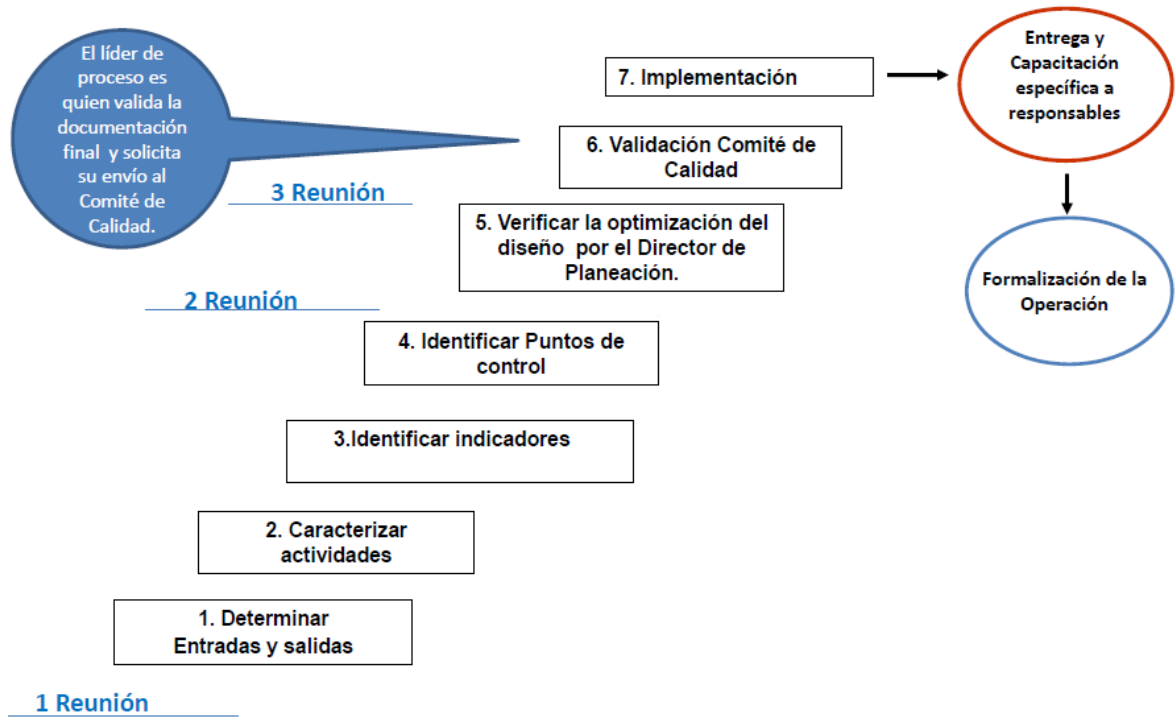 El líder de
proceso es
quien valida la
documentación
final y solicita
su envío al
Comité de
Calidad.
7. Implementación
Entrega y
Capacitación
específica a
responsables
6. Validación Comité de
Calidad
3 Reunión
5. Verificar la optimización del
diseño por el Director de
Planeación.
Formalización de la
Operación
2 Reunión
4. Identificar Puntos de
control
3.Identificar indicadores
2. Caracterizar
actividades
1. Determinar
Entradas y salidas
1 Reunión